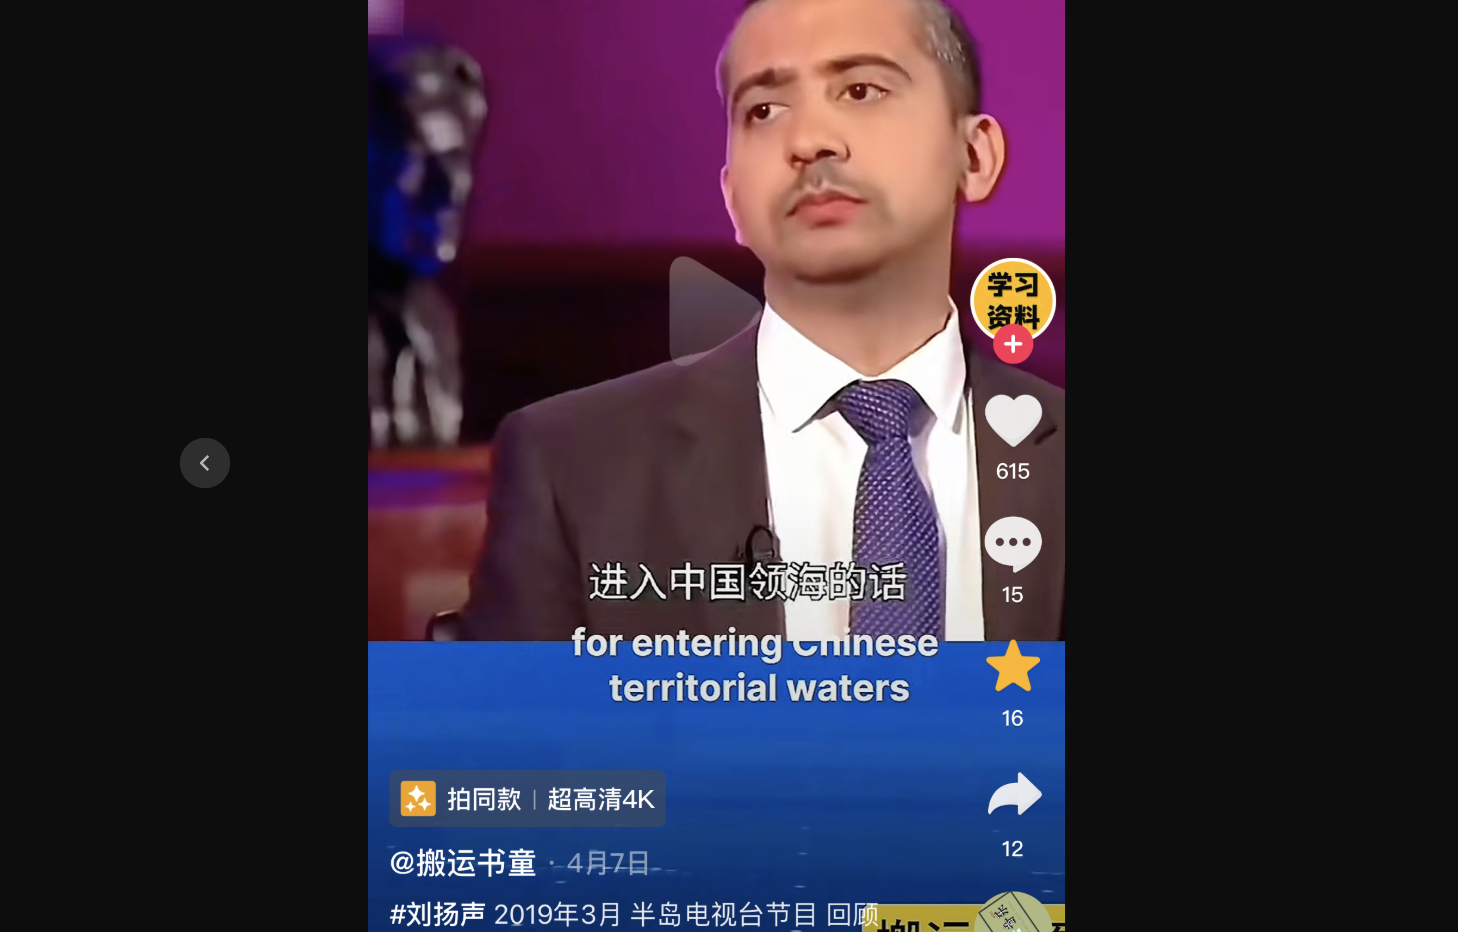 学习
资料
615
进入中国领海的话
15
for entering Chinese
territorial waters
16
拍同款 | 超高清4K
12
@搬运书童 · 4月7日
#刘扬声 2019年3月 半岛电视台节目 回顾